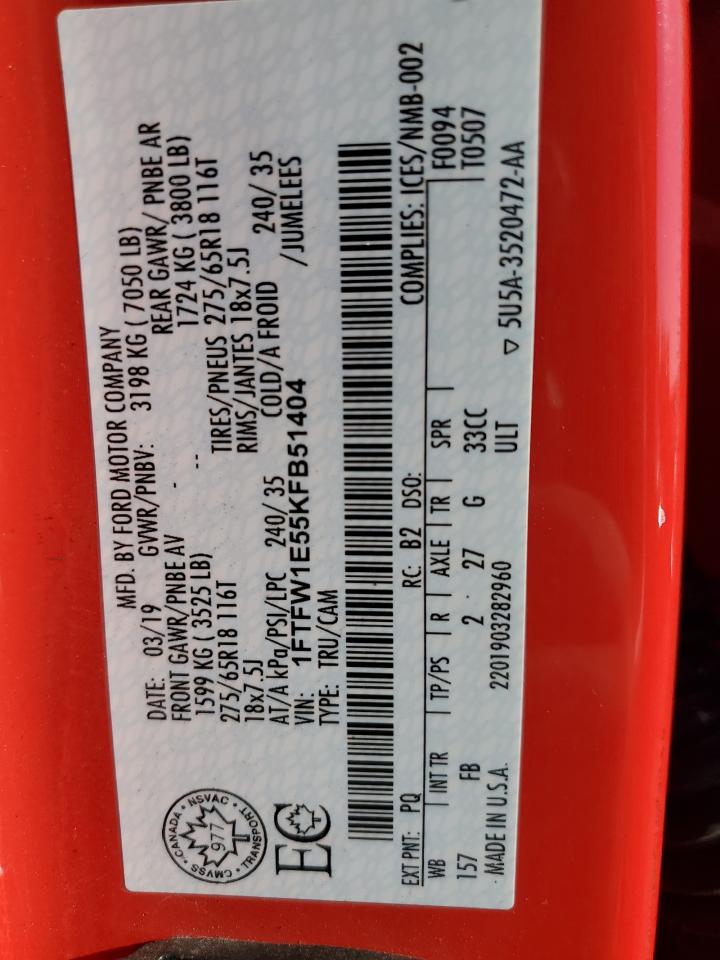 MFD. BY FORD MOTOR COMPANY
DATE: 03/19 GVWR/PNBV: 3198 KG ( 7050 LB)
FRONT GAWR/PNBE AV REAR GAWR/ PNBE AR
1599 KG ( 3525 LB) - 1724 KG ( 3800 LB)
275/65R18 116T -- TIRES/PNEUS 275/65R18 116T
18x7.5J RIMS/JANTES 18x7.5J
AT/A kPa/PSI/LPC 240/ 35 COLD/A FROID 240/ 35
VIN: 1FTFW1E55KFB51404 /JUMELEES
TYPE: TRU/CAM
CANADA · NSVAC · TRANSPORT · CMVSS ·
977
EC
EXT PNT: PQ RC: B2 DSO: COMPLIES: ICES/NMB-002
WB INT TR TP/PS R AXLE TR SPR F0094
157 FB 2 27 G 33CC T0507
ULT
· MADE IN U.S.A. 2201903282960 ▽ 5U5A-3520472-AA